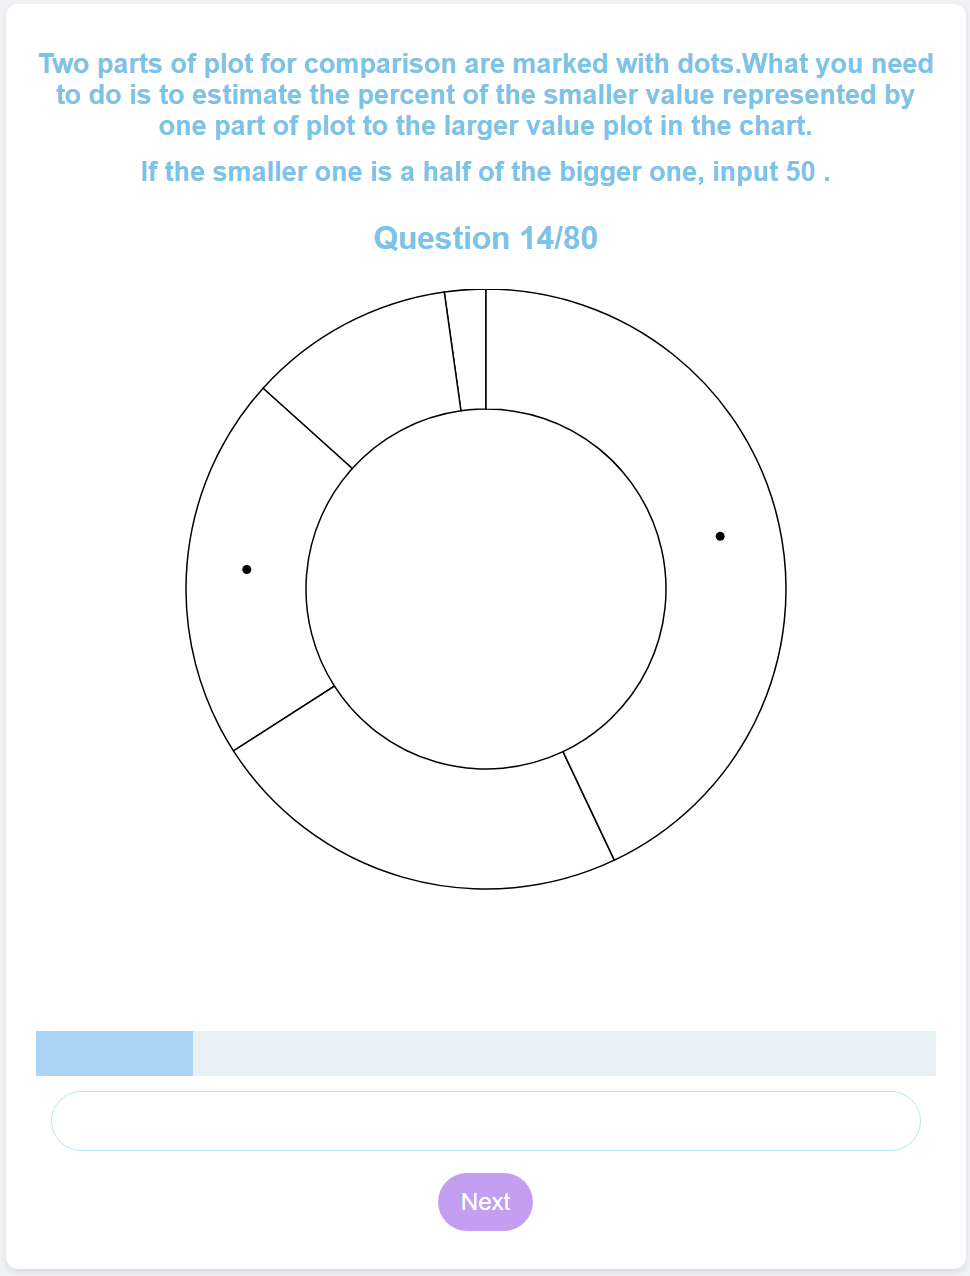 Two parts of plot for comparison are marked with dots.What you need
to do is to estimate the percent of the smaller value represented by
one part of plot to the larger value plot in the chart.
If the smaller one is a half of the bigger one, input 50 .
Question 14/80
Next